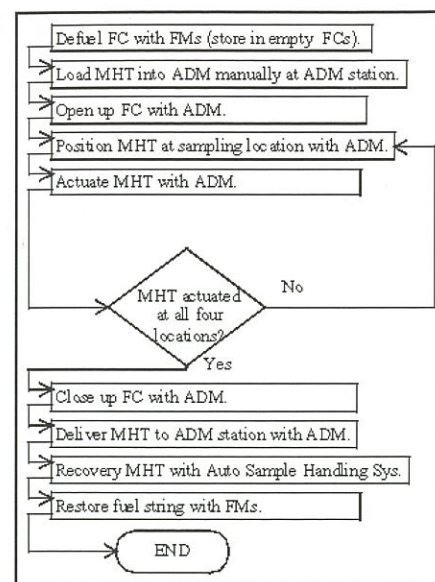 Defuel FC with FMs (store in empty FCs).
Load MHT into ADM manually at ADM station.
Open up FC with ADM.
Position MHT at sampling location with ADM.
Actuate MHT with ADM.
MHT actuated
at all four
locations?
No
Yes
Close up FC with ADM.
Deliver MHT to ADM station with ADM.
Recovery MHT with Auto Sample Handling Sys.
Restore fuel string with FMs.
END